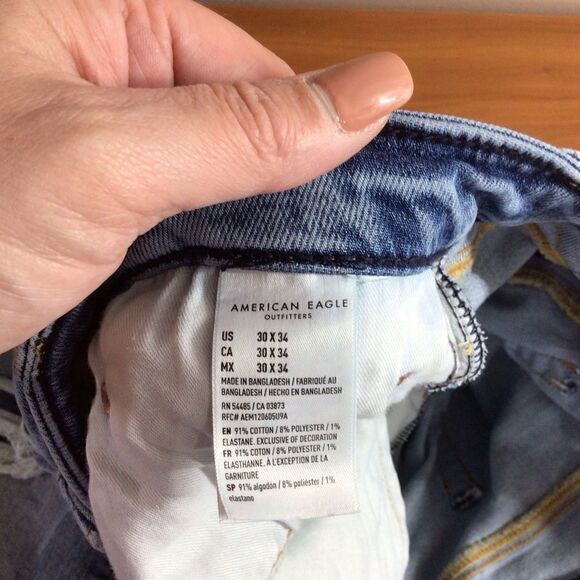 AMERICAN EAGLE
OUTFITTERS
US 30 X 34
CA 30 X 34
MX 30 X 34
MADE IN BANGLADESH / FABRIQUÉ AU
BANGLADESH / HECHO EN BANGLADESH
RN 54485 / CA 03873
RFC# AEM120605U9A
EN 91% COTTON / 8% POLYESTER / 1%
ELASTANE. EXCLUSIVE OF DECORATION
FR 91% COTON / 8% POLYESTER / 1%
ÉLASTHANNE. À L'EXCEPTION DE LA
GARNITURE
SP 91% algodon / 8% poliéster / 1%
elastano